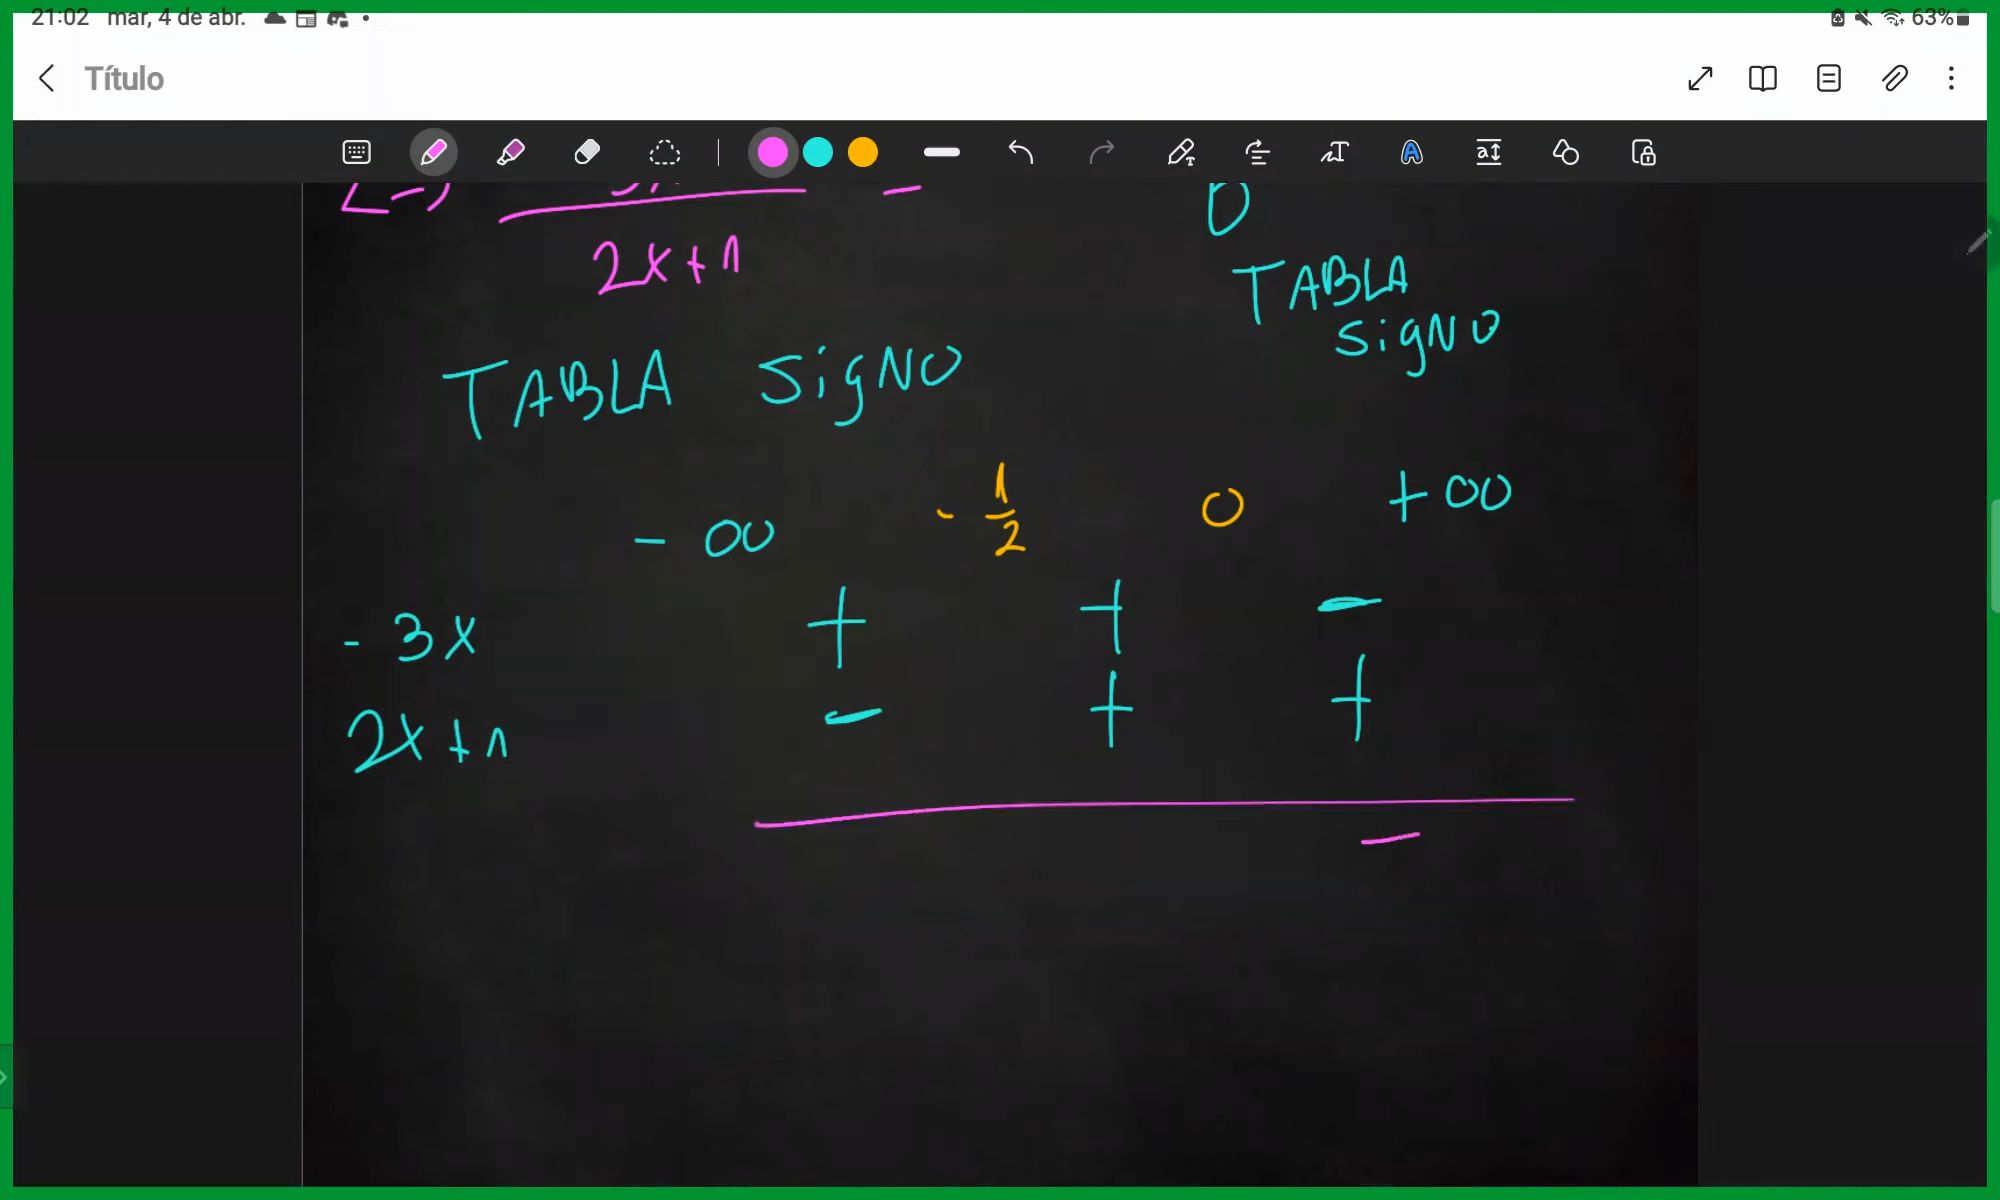 21:02 mar, 4 de abr. 63%
Título
2x+1
0
TABLA
SigNO
TABLA SigNO
-∞ -1/2 0 +∞
-3x + + -
2x+1 - + +
-